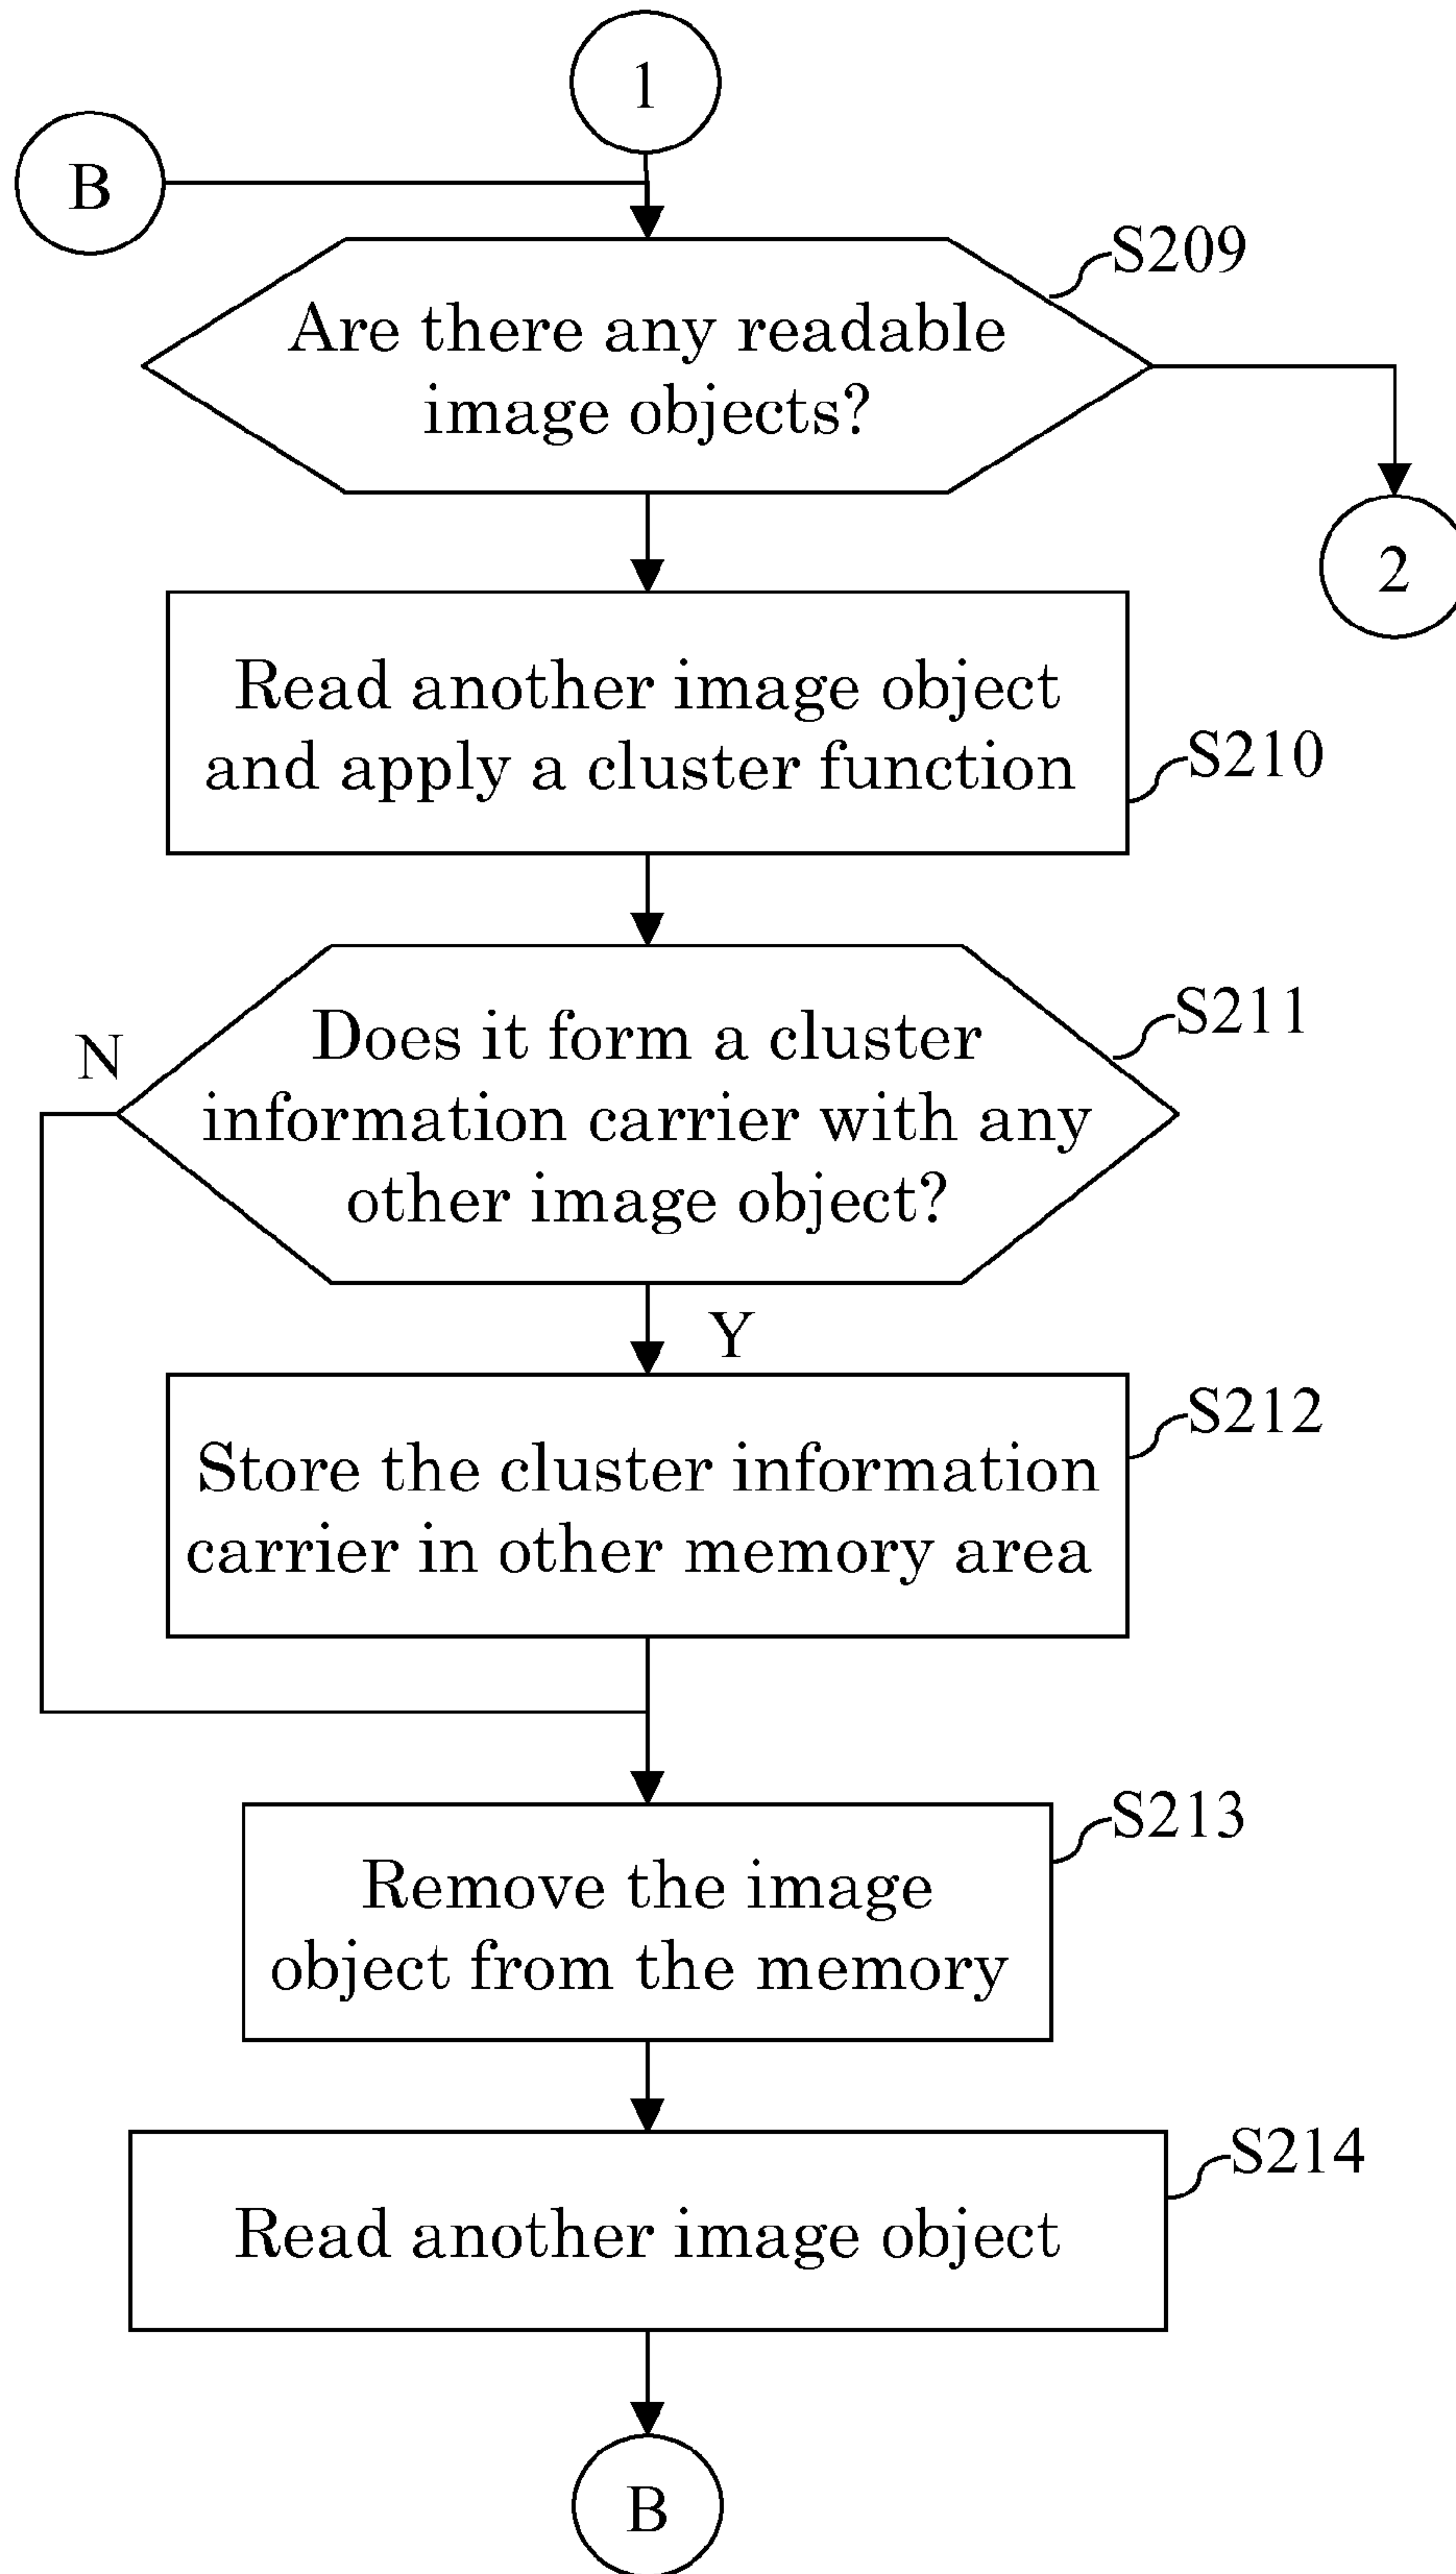 1
B
S209
Are there any readable
image objects?
2
Read another image object
and apply a cluster function
S210
S211
N
Does it form a cluster
information carrier with any
other image object?
Y
S212
Store the cluster information
carrier in other memory area
S213
Remove the image
object from the memory
S214
Read another image object
B